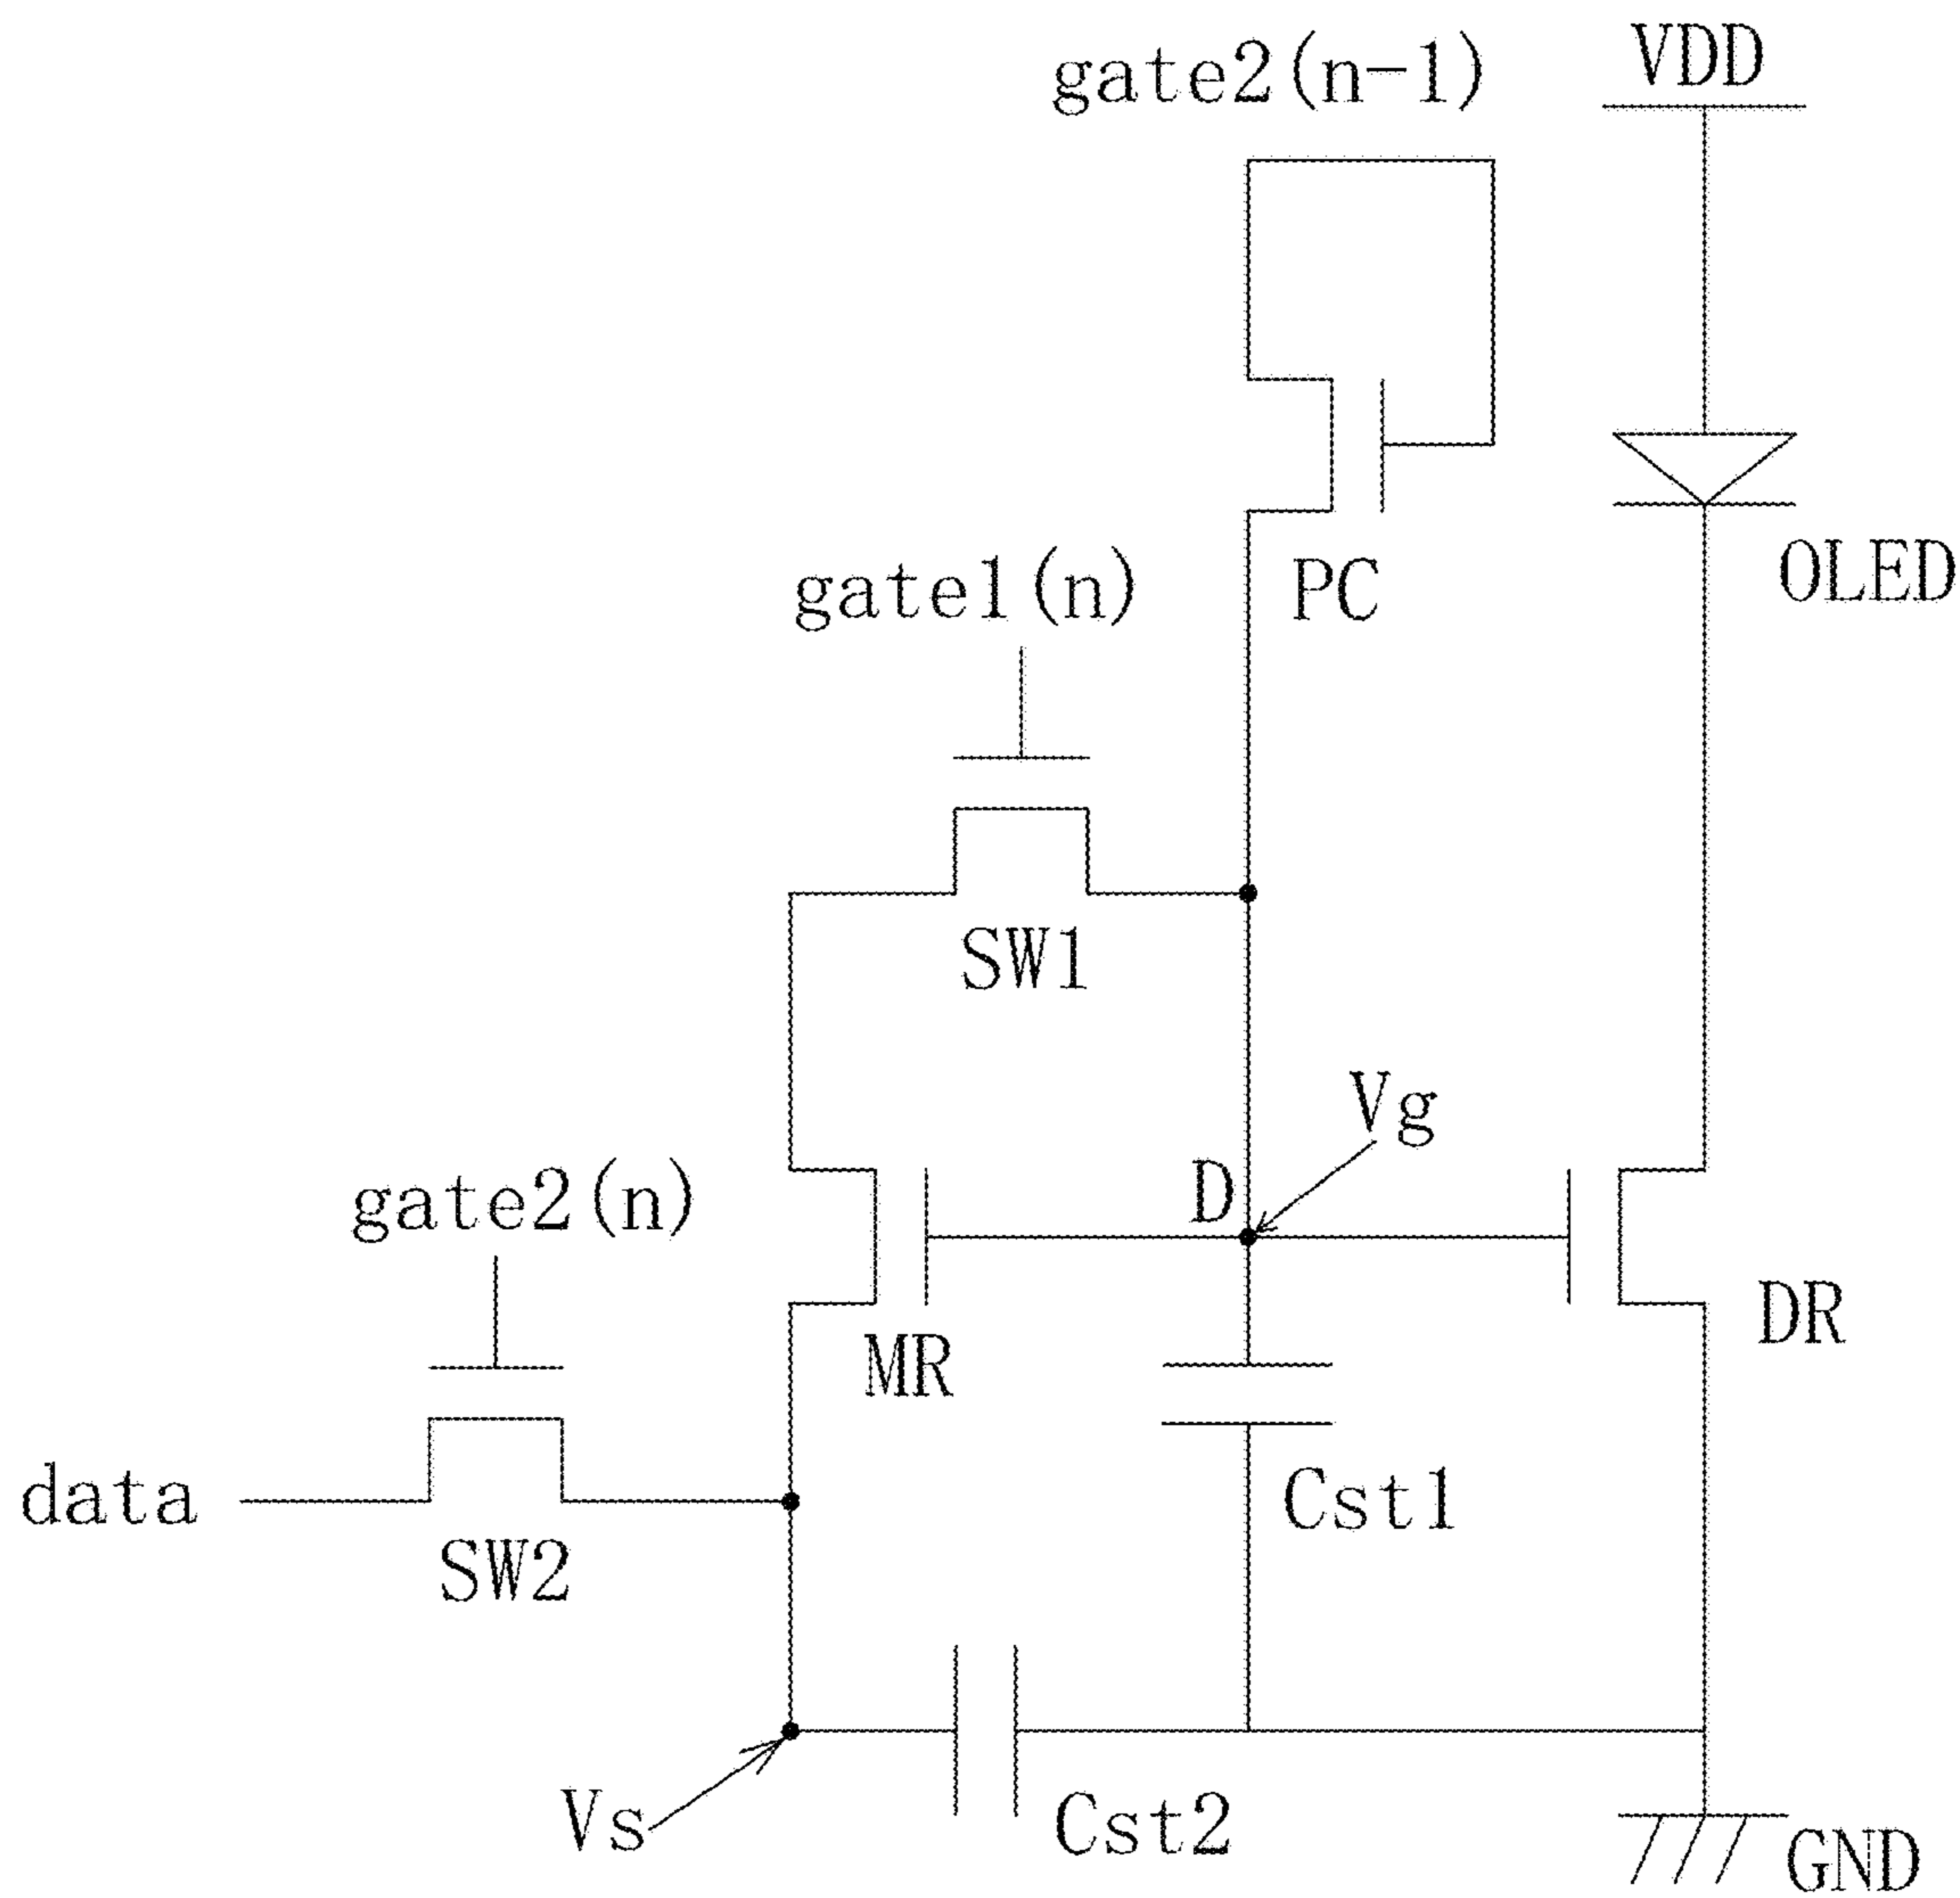 VDD
gate2(n-1)
OLED
PC
gate1(n)
SW1
Vg
D
gate2(n)
DR
MR
data
Cst1
SW2
Vs
Cst2
GND